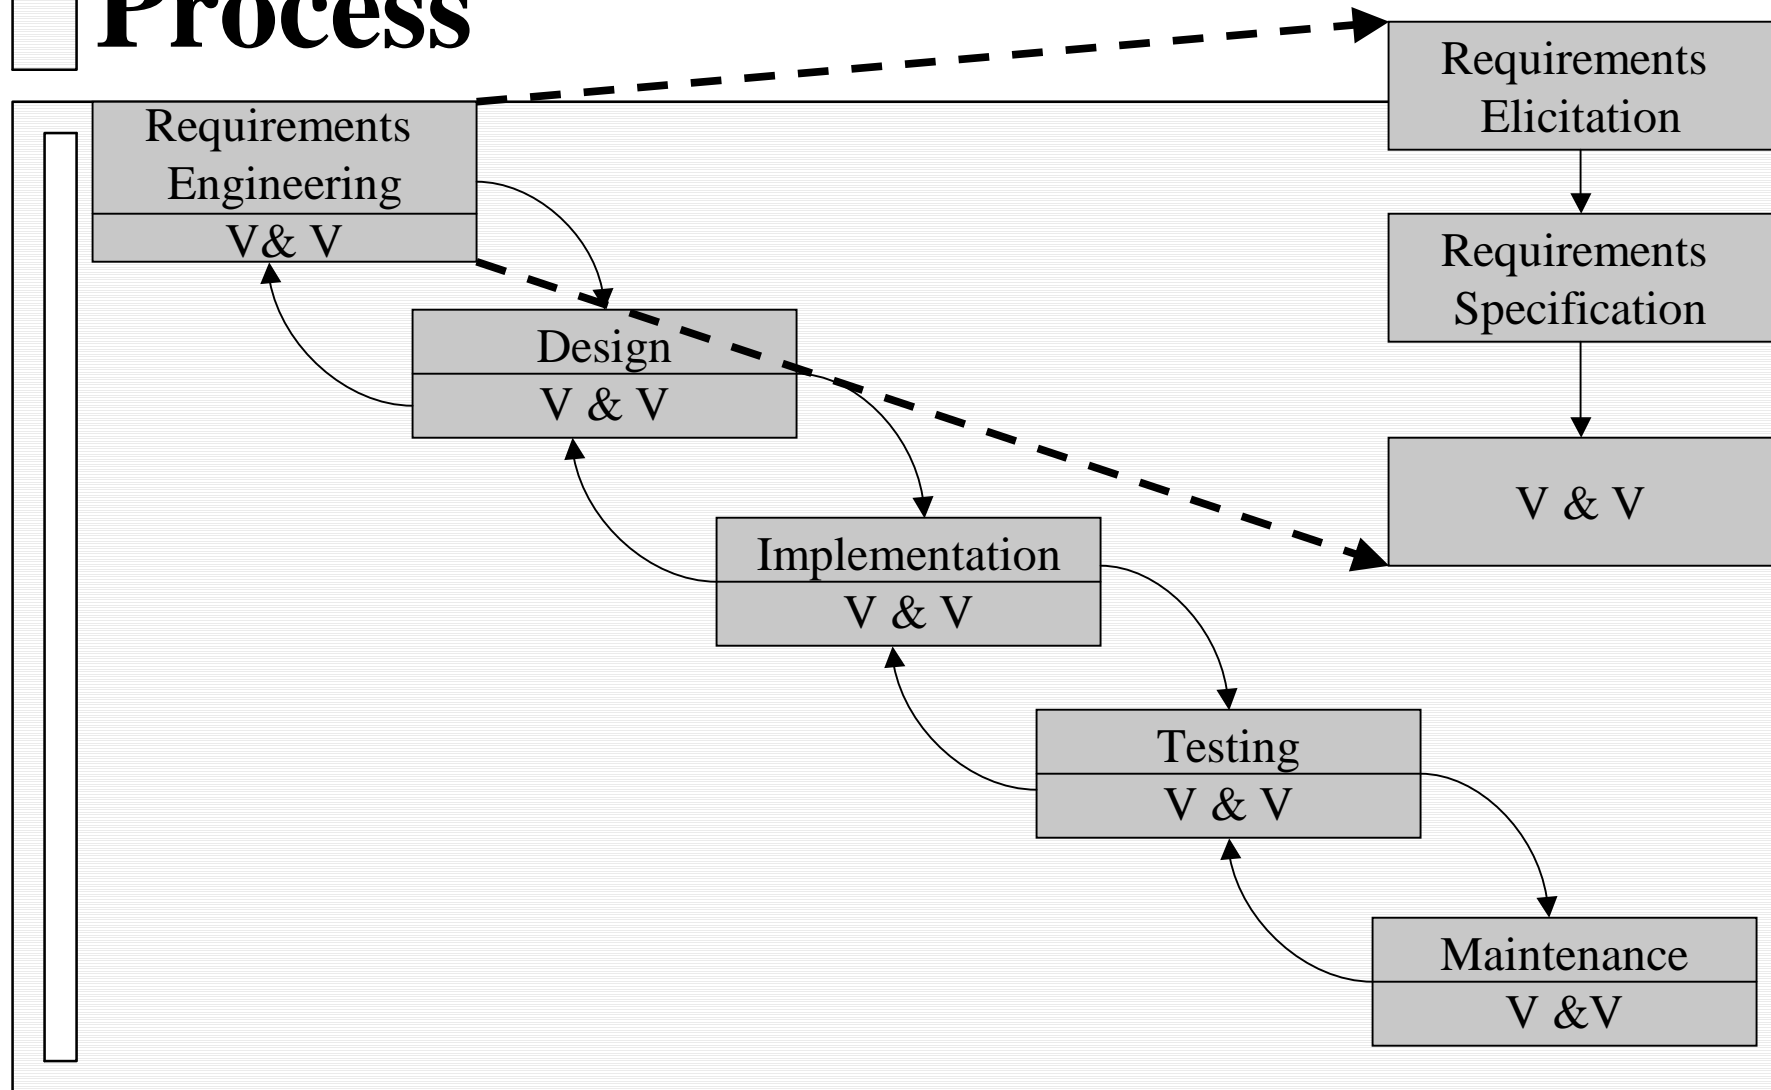 Process
Requirements
Engineering
V& V
Design
V & V
Implementation
V & V
Testing
V & V
Maintenance
V &V
Requirements
Elicitation
Requirements
Specification
V & V